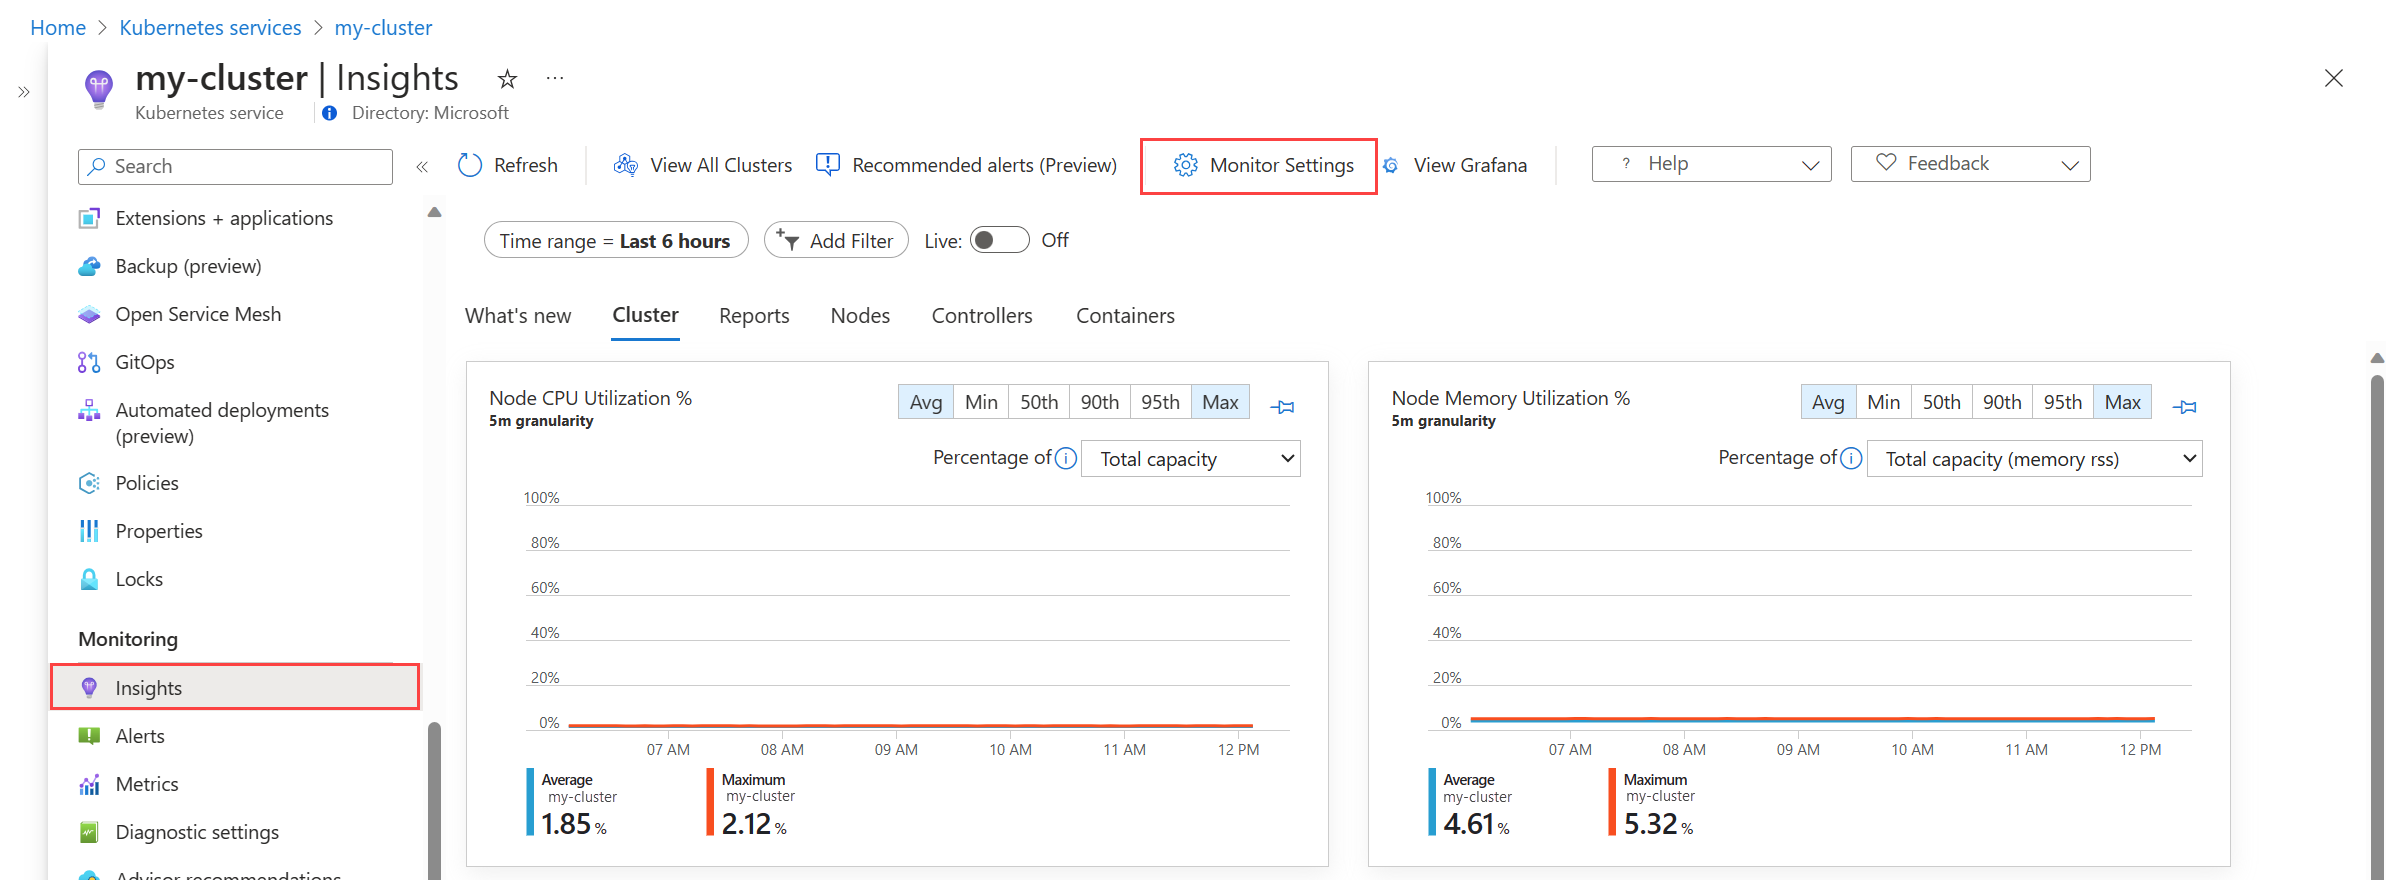 Home > Kubernetes services > my-cluster
my-cluster | Insights
Kubernetes service
Directory: Microsoft
Search
Refresh
View All Clusters
Recommended alerts (Preview)
Monitor Settings
View Grafana
? Help
Feedback
Extensions + applications
Backup (preview)
Open Service Mesh
GitOps
Automated deployments
(preview)
Policies
Properties
Locks
Monitoring
Insights
Alerts
Metrics
Diagnostic settings
Advisor recommendations
Time range = Last 6 hours
Add Filter
Live:
Off
What's new
Cluster
Reports
Nodes
Controllers
Containers
Node CPU Utilization %
5m granularity
Avg
Min
50th
90th
95th
Max
Percentage of
Total capacity
100%
80%
60%
40%
20%
0%
07 AM
08 AM
09 AM
10 AM
11 AM
12 PM
Average
my-cluster
1.85 %
Maximum
my-cluster
2.12 %
Node Memory Utilization %
5m granularity
Avg
Min
50th
90th
95th
Max
Percentage of
Total capacity (memory rss)
100%
80%
60%
40%
20%
0%
07 AM
08 AM
09 AM
10 AM
11 AM
12 PM
Average
my-cluster
4.61 %
Maximum
my-cluster
5.32 %